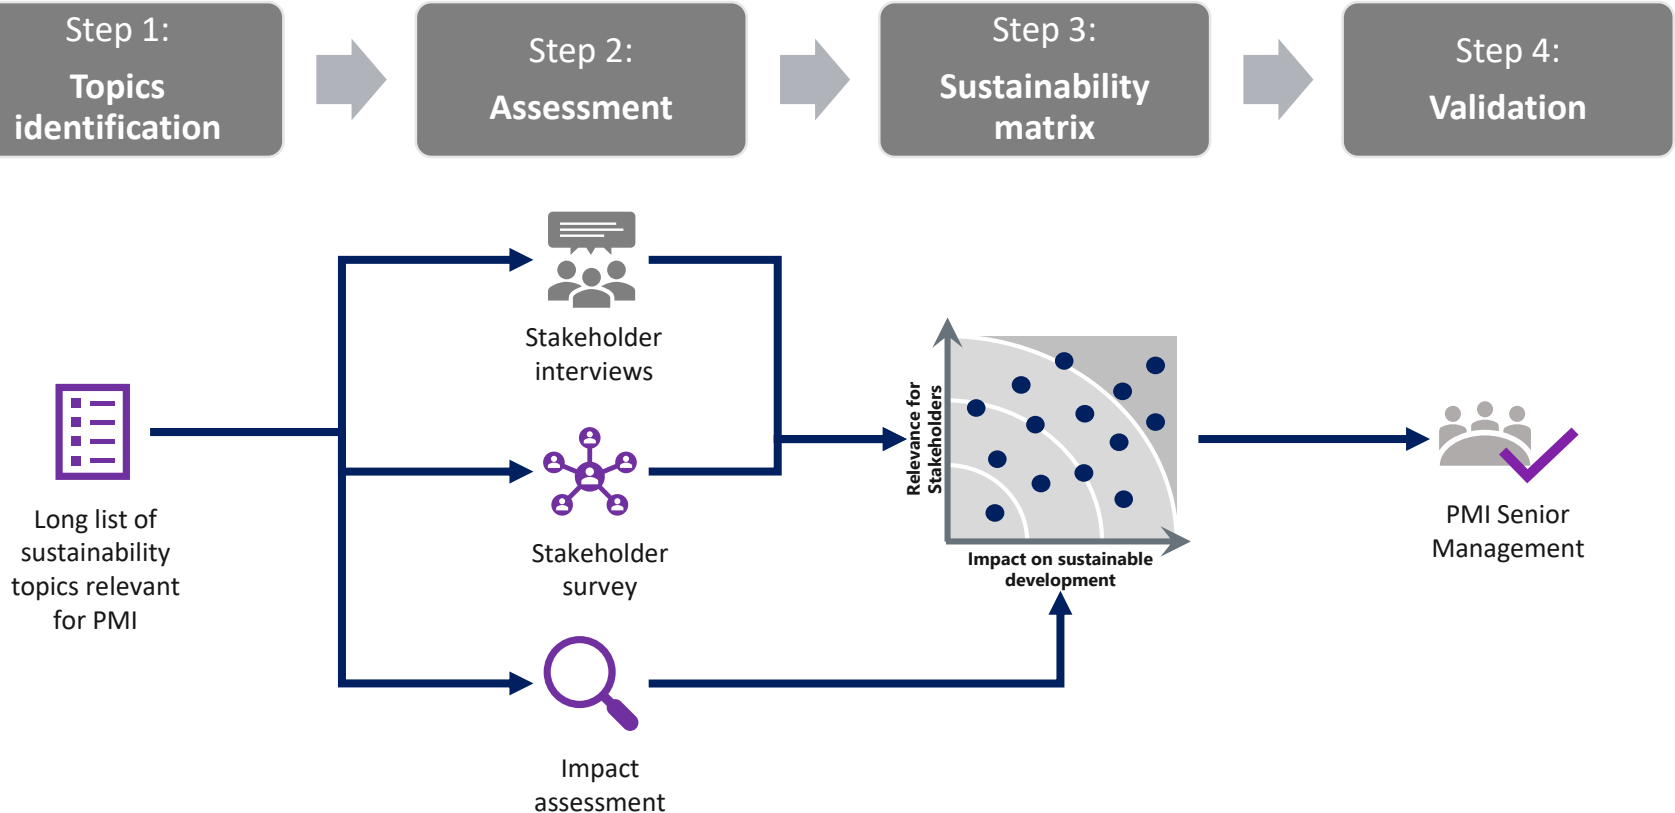 Step 1:
Topics
identification
Step 2:
Assessment
Step 3:
Sustainability
matrix
Step 4:
Validation
Long list of
sustainability
topics relevant
for PMI
Stakeholder
interviews
Stakeholder
survey
Impact
assessment
Relevance for
Stakeholders
Impact on sustainable
development
PMI Senior
Management